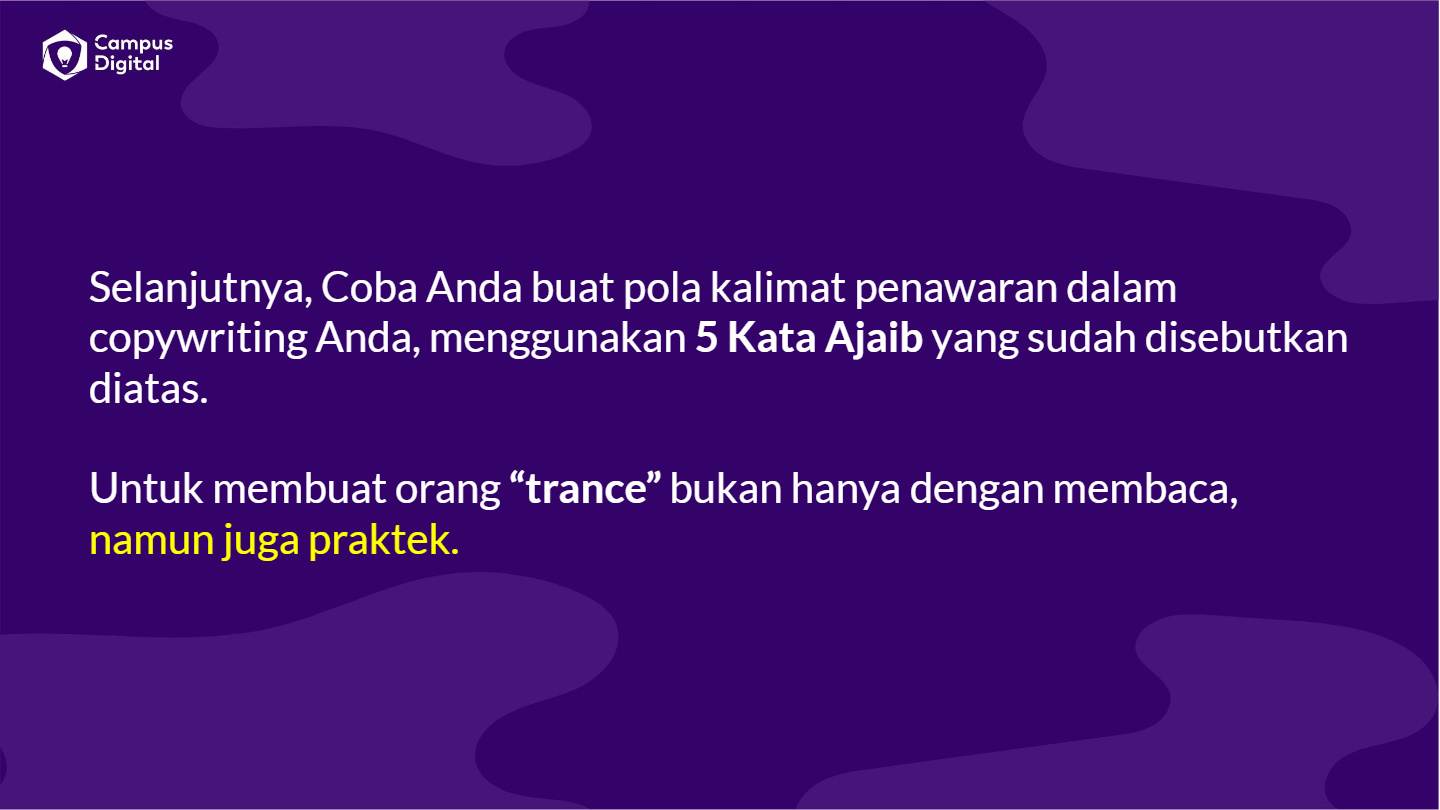 Campus
Digital
Selanjutnya, Coba Anda buat pola kalimat penawaran dalam
copywriting Anda, menggunakan 5 Kata Ajaib yang sudah disebutkan
diatas.
Untuk membuat orang “trance” bukan hanya dengan membaca,
namun juga praktek.